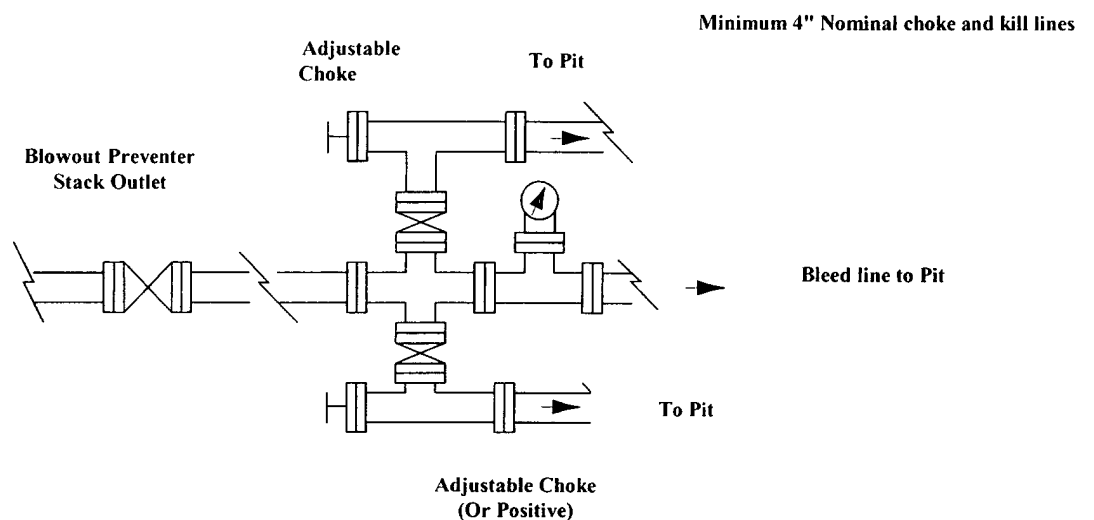 Minimum 4" Nominal choke and kill lines
Adjustable
Choke
To Pit
Blowout Preventer
Stack Outlet
Bleed line to Pit
To Pit
Adjustable Choke
(Or Positive)